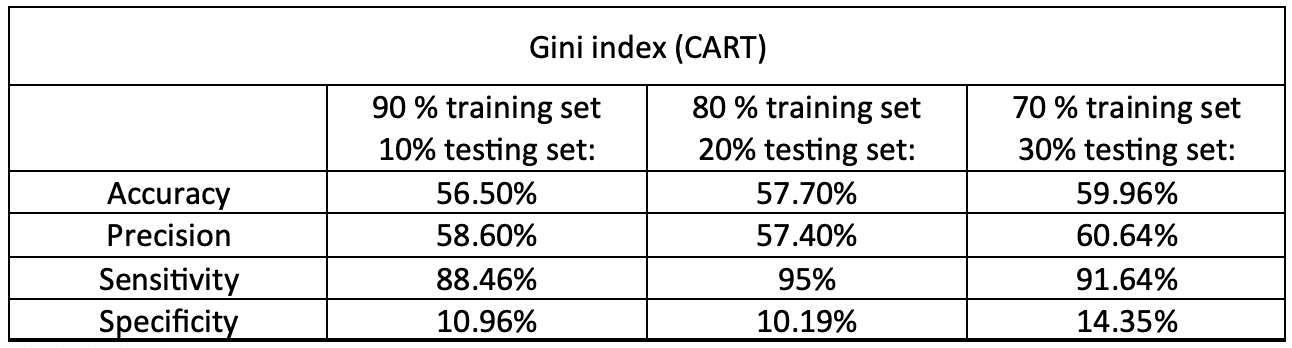 Gini index (CART)
90 % training set 80 % training set 70 % training set
10% testing set: 20% testing set: 30% testing set:
Accuracy 56.50% 57.70% 59.96%
Precision 58.60% 57.40% 60.64%
Sensitivity 88.46% 95% 91.64%
Specificity 10.96% 10.19% 14.35%